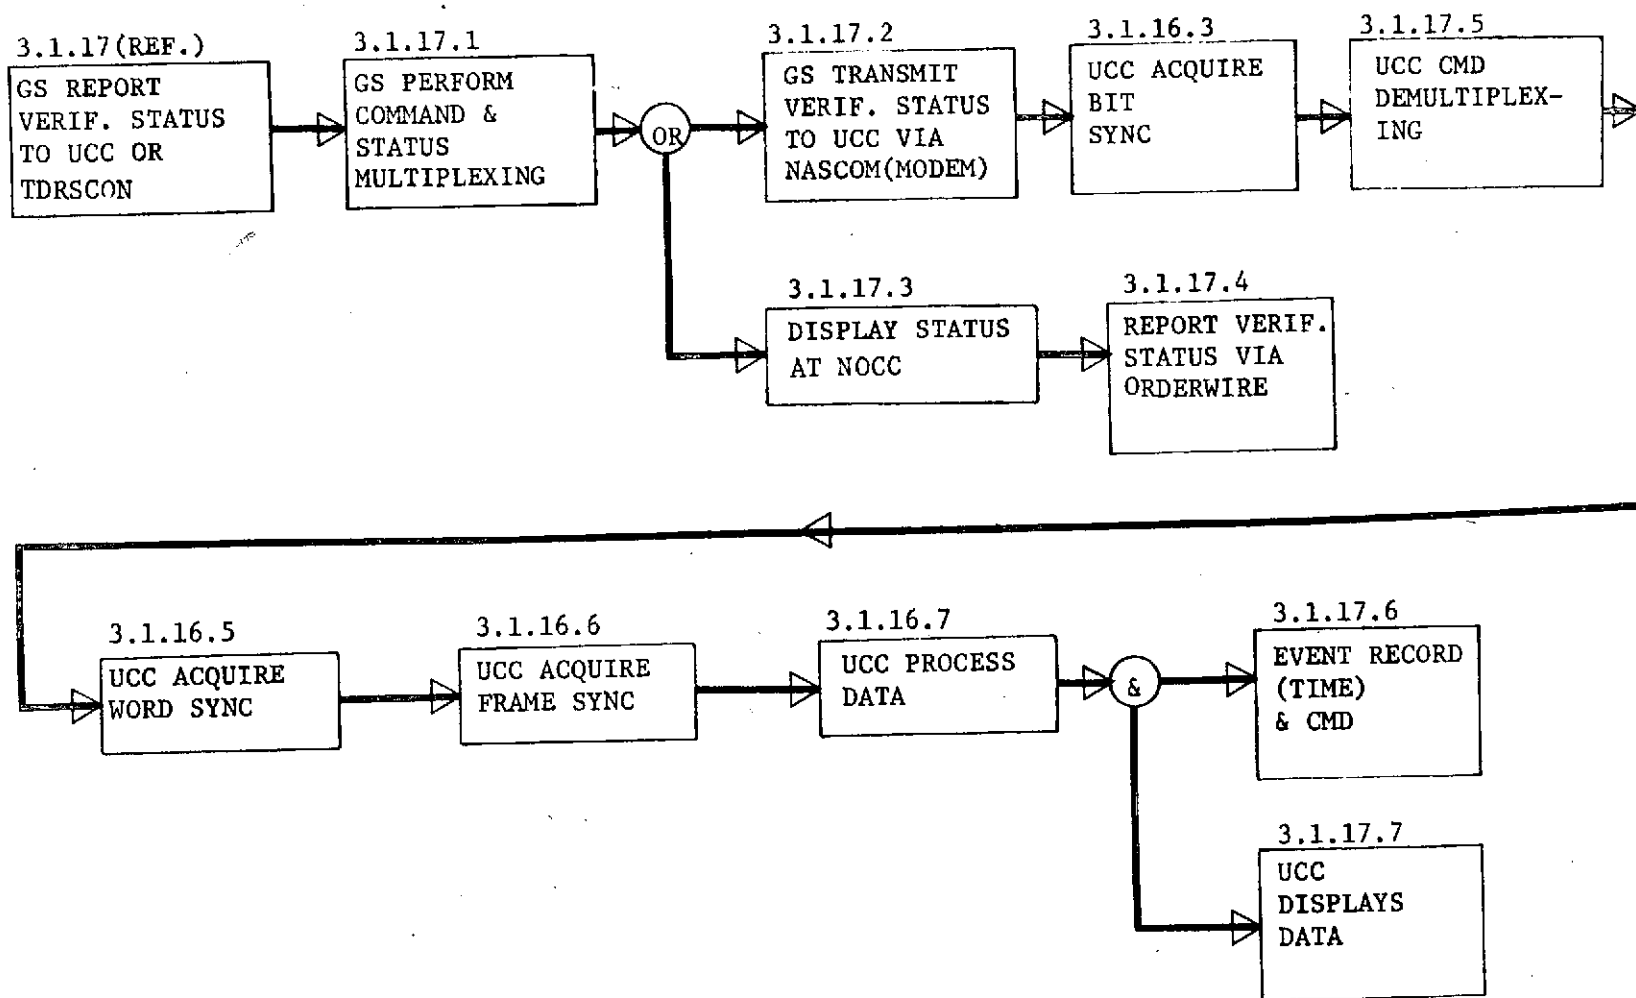 3.1.17(REF.)
GS REPORT
VERIF. STATUS
TO UCC OR
TDRSCON
3.1.17.1
GS PERFORM
COMMAND &
STATUS
MULTIPLEXING
OR
3.1.17.2
GS TRANSMIT
VERIF. STATUS
TO UCC VIA
NASCOM(MODEM)
3.1.16.3
UCC ACQUIRE
BIT
SYNC
3.1.17.5
UCC CMD
DEMULTIPLEX-
ING
3.1.17.3
DISPLAY STATUS
AT NOCC
3.1.17.4
REPORT VERIF.
STATUS VIA
ORDERWIRE
3.1.16.5
UCC ACQUIRE
WORD SYNC
3.1.16.6
UCC ACQUIRE
FRAME SYNC
3.1.16.7
UCC PROCESS
DATA
&
3.1.17.6
EVENT RECORD
(TIME)
& CMD
3.1.17.7
UCC
DISPLAYS
DATA